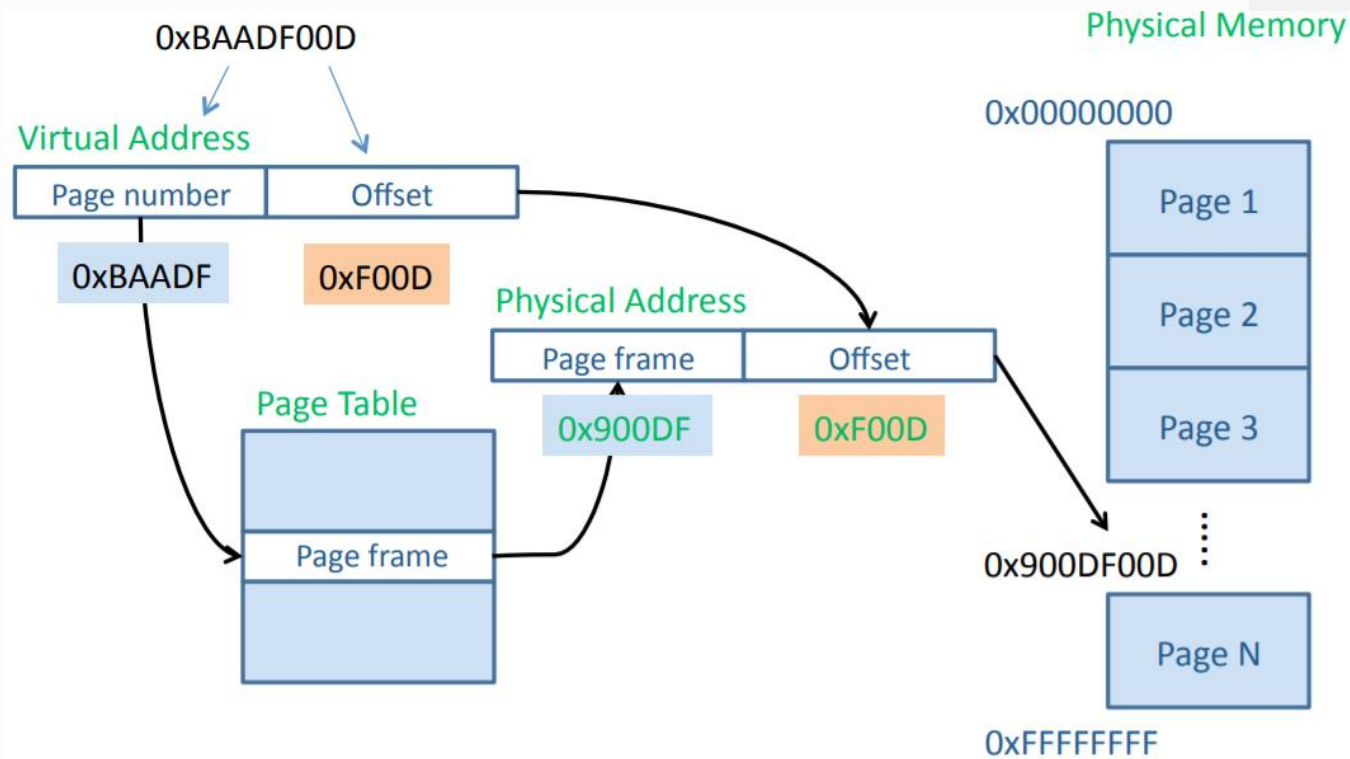 0xBAADF00D
Physical Memory
0x00000000
Virtual Address
Page number
Offset
Page 1
0xBAADF
0xF00D
Physical Address
Page 2
Page frame
Offset
Page Table
0x900DF
0xF00D
Page 3
Page frame
0x900DF00D
Page N
0xFFFFFFFF